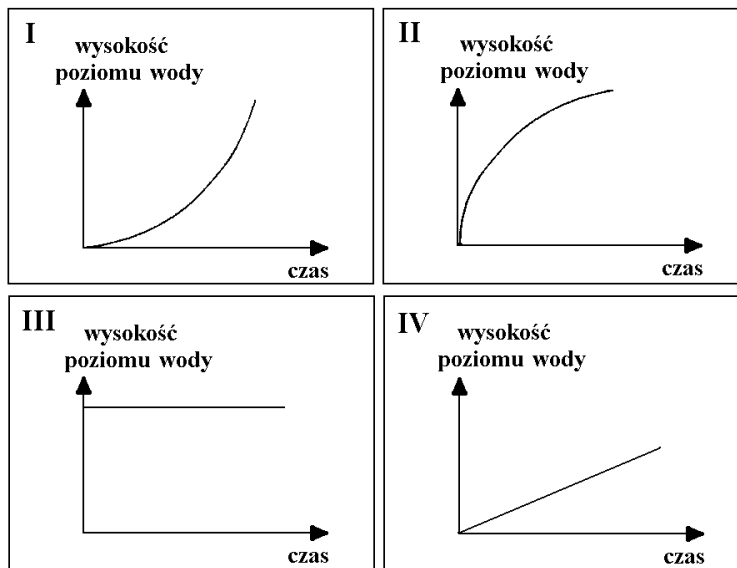 I
wysokość
poziomu wody
czas
II
wysokość
poziomu wody
czas
III
wysokość
poziomu wody
czas
IV
wysokość
poziomu wody
czas